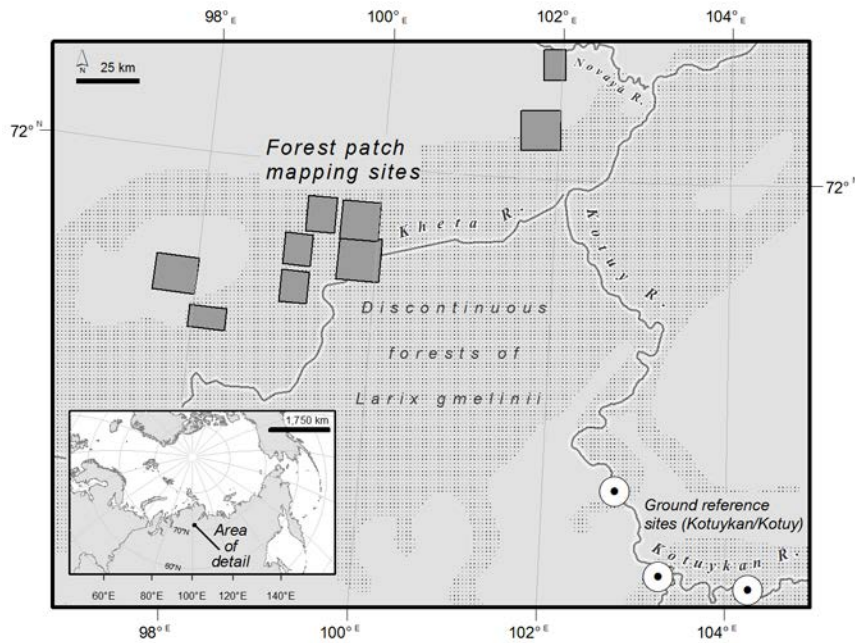 98° E
100° E
102° E
104° E
N
25 km
Novaya R.
72° N
Forest patch
mapping sites
72° N
Kheta R.
Kotuy R.
Discontinuous
forests of
Larix gmelinii
1,750 km
Ground reference
sites (Kotuykan/Kotuy)
70°N
Area
of
detail
60°N
Kotuykan R.
60°E
80°E
100°E
120°E
140°E
98° E
100° E
102° E
104° E